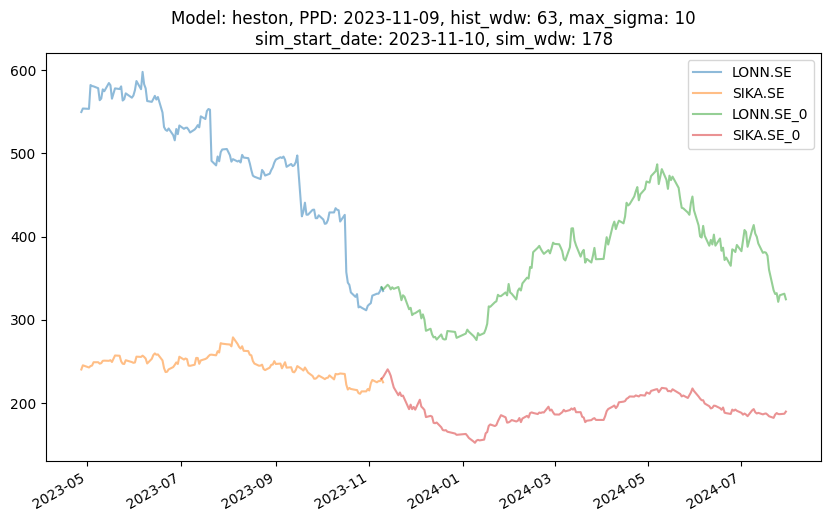 Model: heston, PPD: 2023-11-09, hist_wdw: 63, max_sigma: 10
sim_start_date: 2023-11-10, sim_wdw: 178
600
500
400
300
200
LONN.SE
SIKA.SE
LONN.SE_0
SIKA.SE_0
2023-05
2023-07
2023-09
2023-11
2024-01
2024-03
2024-05
2024-07